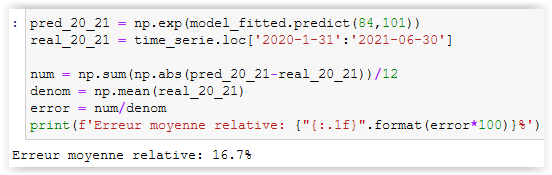 : pred_20_21 = np.exp(model_fitted.predict(84,101))
real_20_21 = time_serie.loc['2020-1-31':'2021-06-30']
num = np.sum(np.abs(pred_20_21-real_20_21))/12
denom = np.mean(real_20_21)
error = num/denom
print(f'Erreur moyenne relative: {"{:.1f}".format(error*100)}%')
Erreur moyenne relative: 16.7%